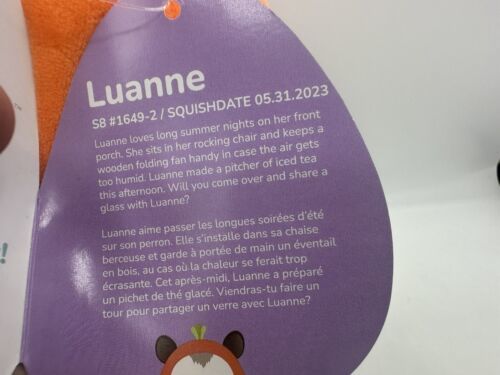 Luanne
S8 #1649-2 / SQUISHDATE 05.31.2023
Luanne loves long summer nights on her front
porch. She sits in her rocking chair and keeps a
wooden folding fan handy in case the air gets
too humid. Luanne made a pitcher of iced tea
this afternoon. Will you come over and share a
glass with Luanne?
Luanne aime passer les longues soirées d'été
sur son perron. Elle s'installe dans sa chaise
berceuse et garde à portée de main un éventail
en bois, au cas où la chaleur se ferait trop
écrasante. Cet après-midi, Luanne a préparé
un pichet de thé glacé. Viendras-tu faire un
tour pour partager un verre avec Luanne?